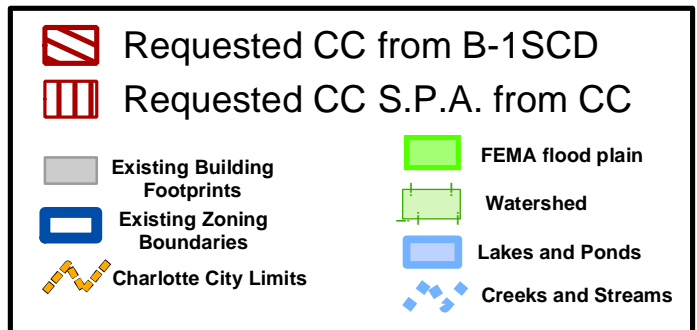 Requested CC from B-1SCD
Requested CC S.P.A. from CC
Existing Building
Footprints
Existing Zoning
Boundaries
Charlotte City Limits
FEMA flood plain
Watershed
Lakes and Ponds
Creeks and Streams